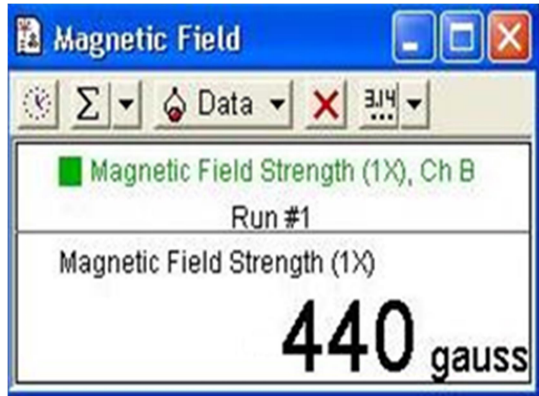 Magnetic Field
Σ Data 3.14
Magnetic Field Strength (1X), Ch B
Run #1
Magnetic Field Strength (1X)
440 gauss